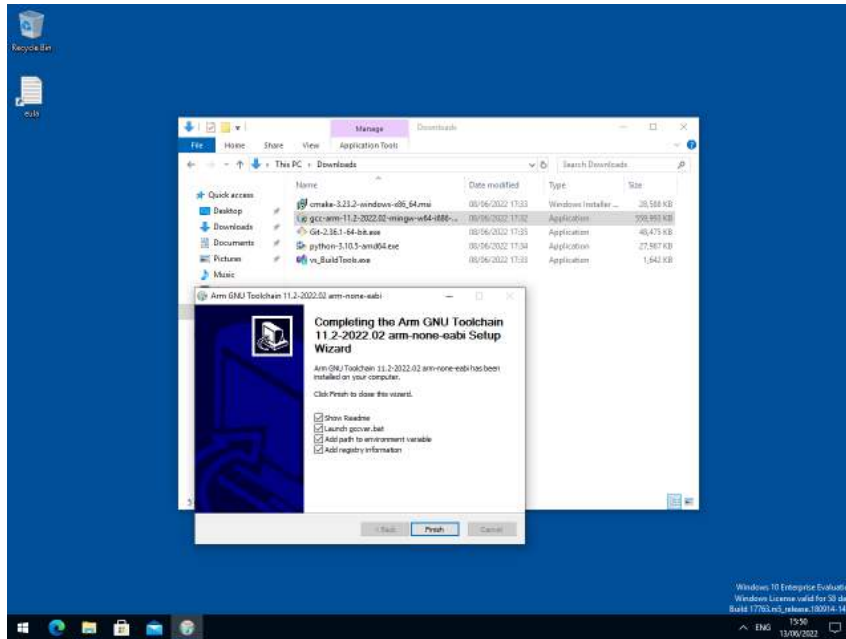 Recycle Bin
eula
Manage
Downloads
File
Home
Share
View
Application Tools
This PC
Downloads
Search Downloads
Name
Date modified
Type
Size
Quick access
Desktop
Downloads
Documents
Pictures
Music
cmake-3.23.2-windows-x86_64.msi
08/06/2022 17:33
Windows Installer ...
gcc-arm-11.2-2022.02-mingw-w64-i686-...
08/06/2022 17:32
Application
Git-2.36.1-64-bit.exe
08/06/2022 17:35
Application
48,475 KB
python-3.10.5-amd64.exe
08/06/2022 17:34
Application
27,987 KB
vs_BuildTools.exe
08/06/2022 17:33
Application
1,642 KB
Arm GNU Toolchain 11.2-2022.02 arm-none-eabi
Completing the Arm GNU Toolchain
11.2-2022.02 arm-none-eabi Setup
Wizard
Arm GNU Toolchain 11.2-2022.02 arm-none-eabi has been
installed on your computer.
Click Finish to close this wizard.
Show Readme
Launch gccvar.bat
Add path to environment variable
Add registry information
< Back
Finish
Cancel
Windows 10 Enterprise Evaluati
Windows License valid for 58 da
Build 17763.rs5_release.180914-14
ENG
15:50
13/06/2022